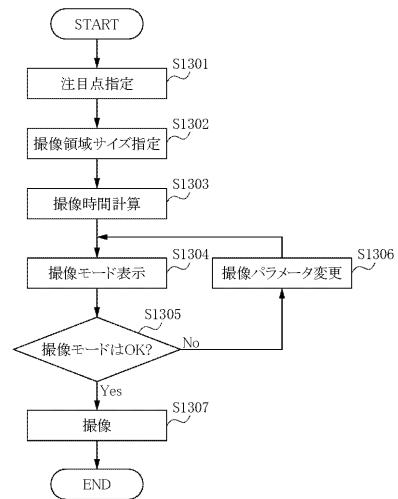 START
S1301
注目点指定
S1302
撮像領域サイズ指定
S1303
撮像時間計算
S1304
撮像モード表示
S1306
撮像パラメータ変更
S1305
撮像モードはOK?
No
Yes
S1307
撮像
END